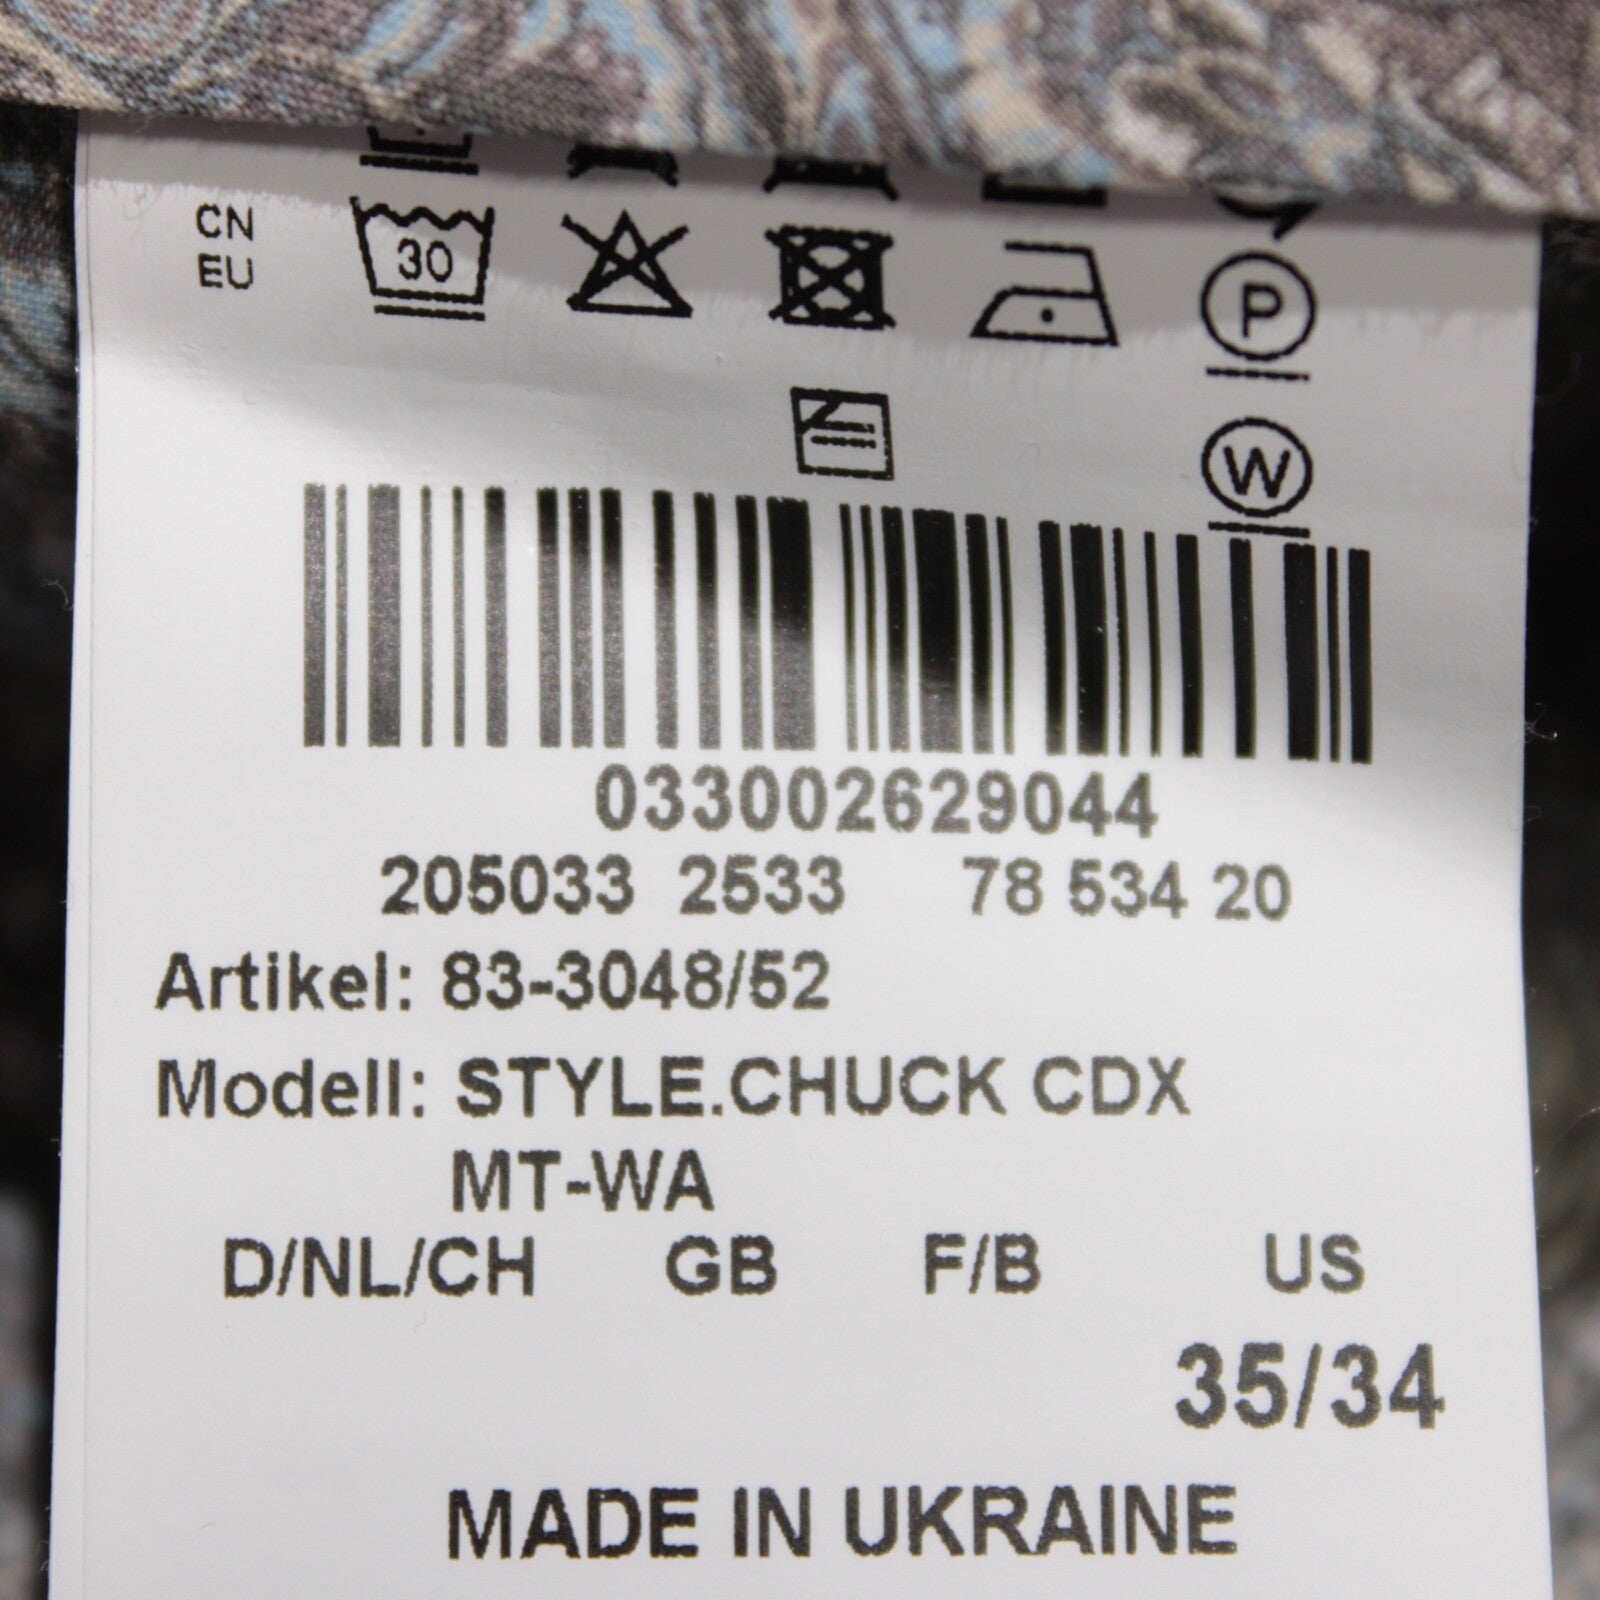 CN
EU
30
P
W
033002629044
205033 2533 78 534 20
Artikel: 83-3048/52
Modell: STYLE.CHUCK CDX
MT-WA
D/NL/CH GB F/B US
35/34
MADE IN UKRAINE